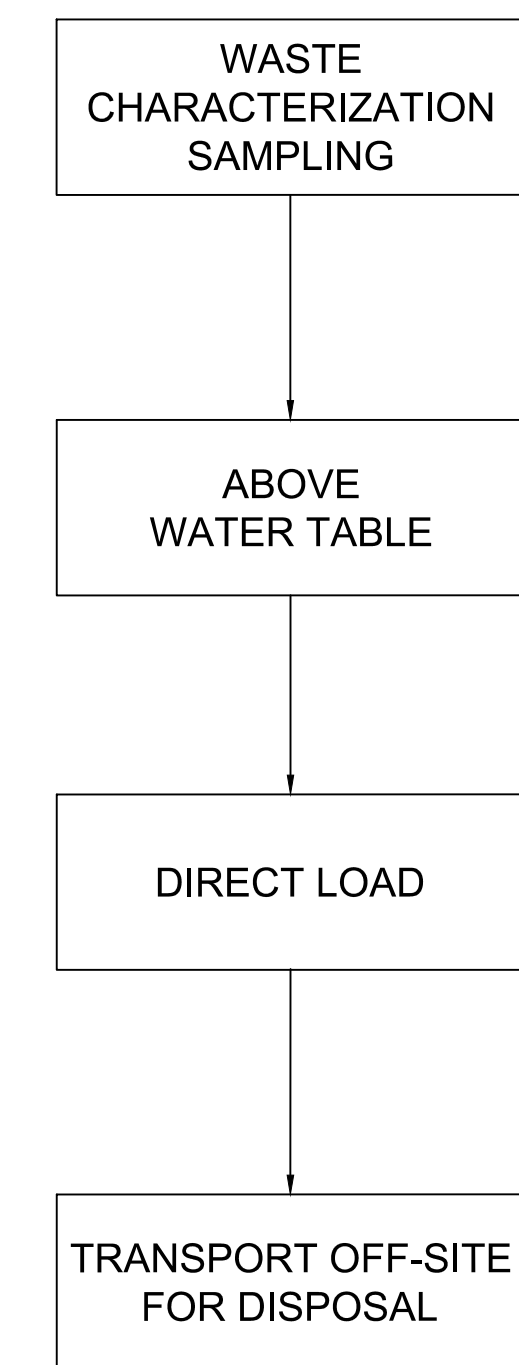 WASTE
CHARACTERIZATION
SAMPLING
ABOVE
WATER TABLE
DIRECT LOAD
TRANSPORT OFF-SITE
FOR DISPOSAL